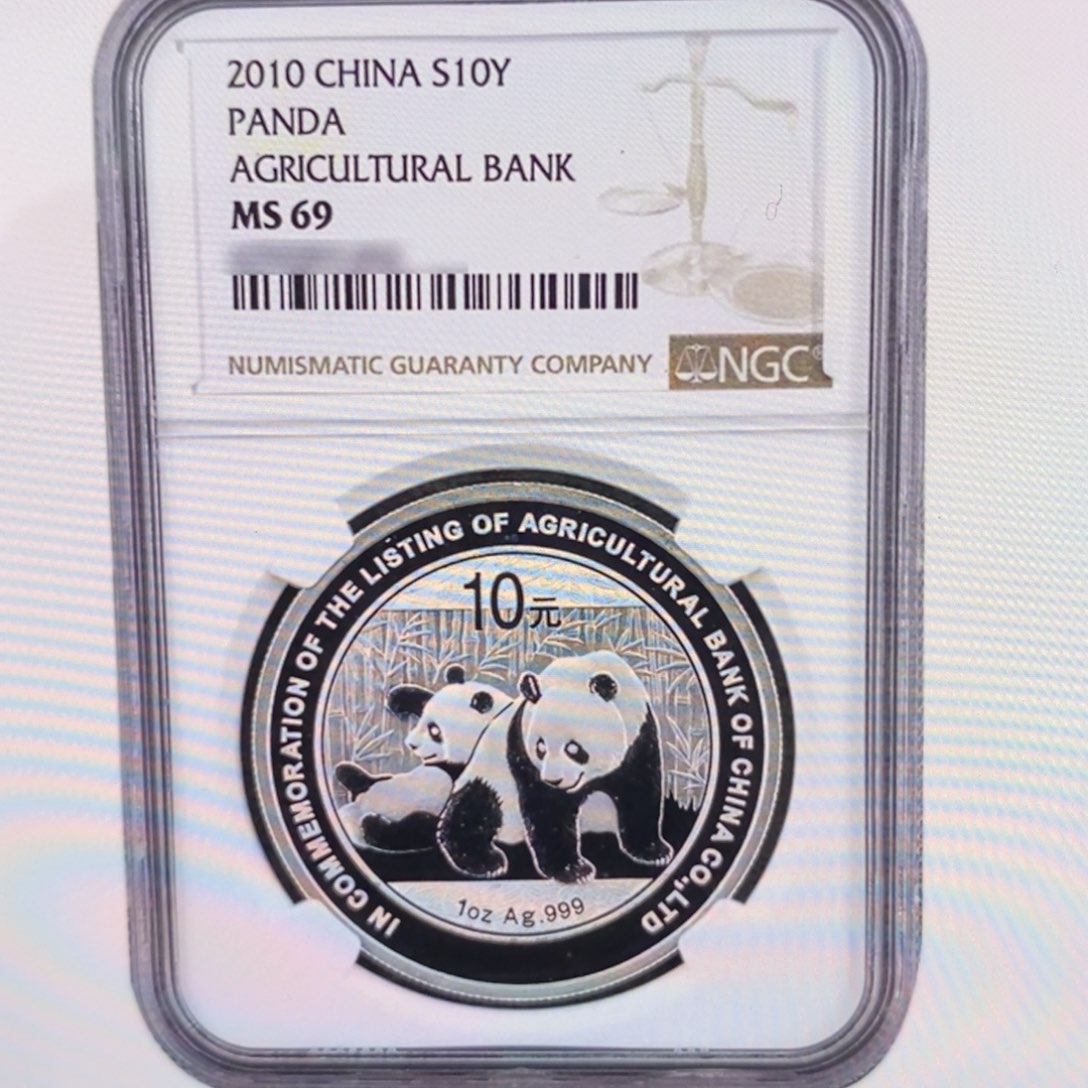 2010 CHINA S10Y
PANDA
AGRICULTURAL BANK
MS 69
NUMISMATIC GUARANTY COMPANY
NGC®
IN COMMEMORATION OF THE LISTING OF AGRICULTURAL BANK OF CHINA CO.,LTD
10元
1oz Ag.999